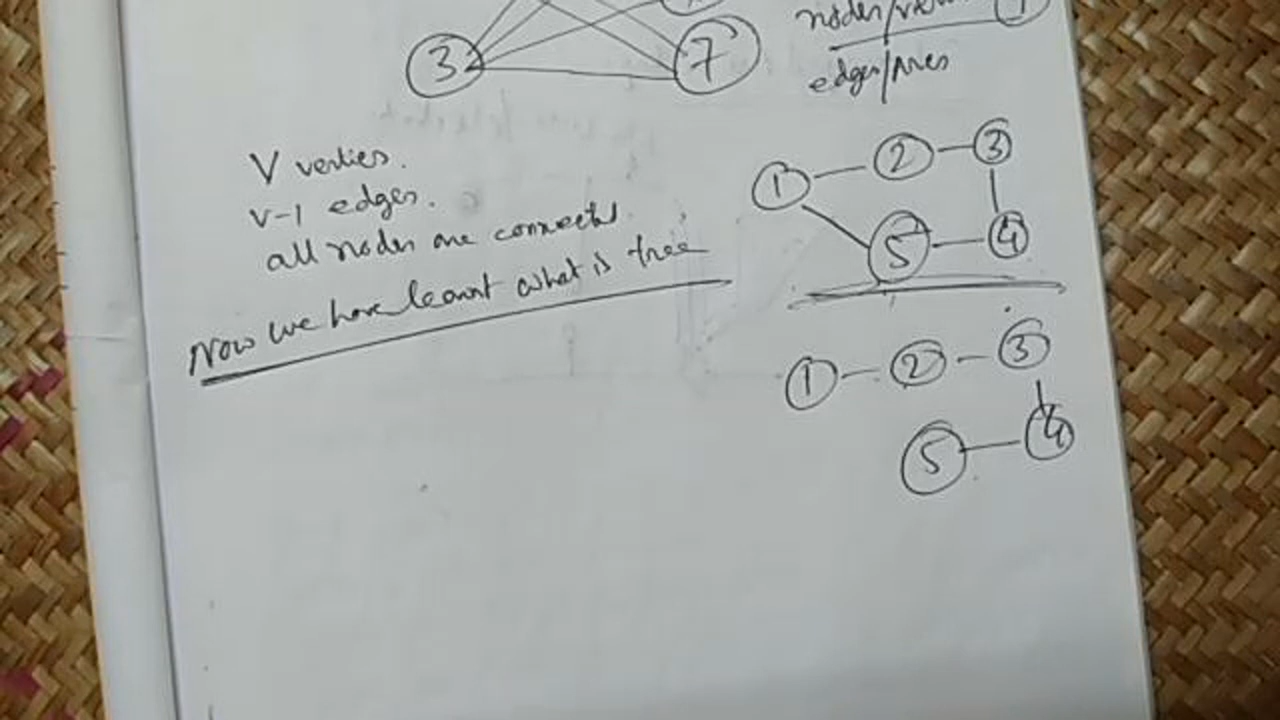 3
7
nodes/
edges/Arcs
V verties.
V-1 edges.
all nodes are connected.
Now we have learnt what is tree
1
2
3
5
4
1
2
3
5
4